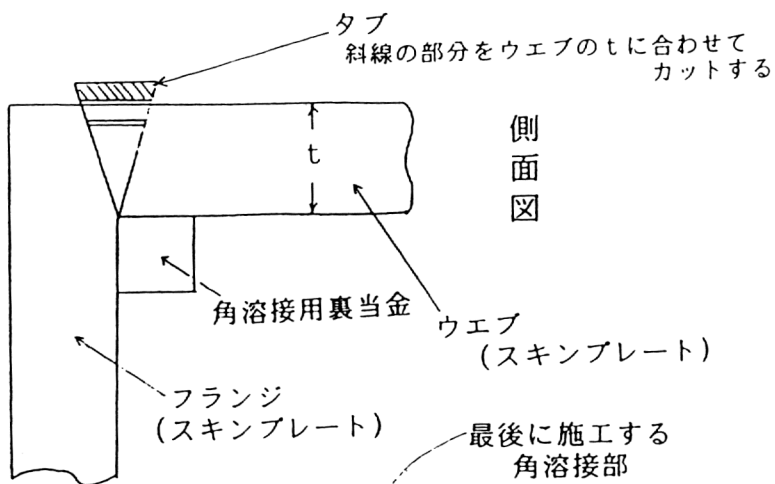 タブ
斜線の部分をウエブのtに合わせて
カットする
t
側面図
角溶接用裏当金
ウエブ
(スキンプレート)
フランジ
(スキンプレート)
最後に施工する
角溶接部